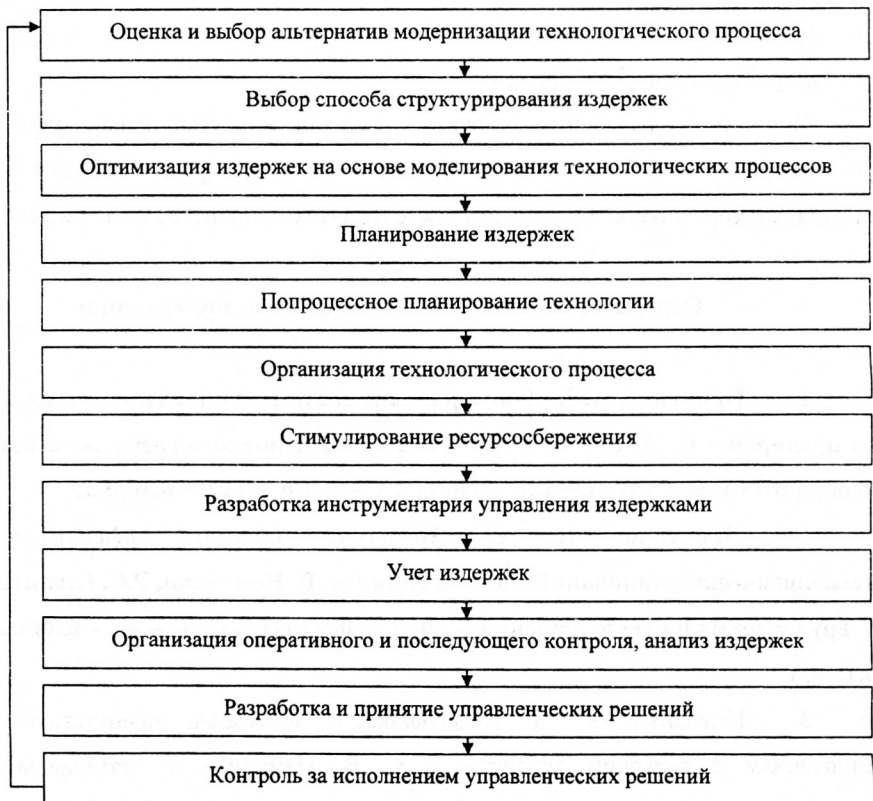 Оценка и выбор альтернатив модернизации технологического процесса
Выбор способа структурирования издержек
Оптимизация издержек на основе моделирования технологических процессов
Планирование издержек
Попроцессное планирование технологии
Организация технологического процесса
Стимулирование ресурсосбережения
Разработка инструментария управления издержками
Учет издержек
Организация оперативного и последующего контроля, анализ издержек
Разработка и принятие управленческих решений
Контроль за исполнением управленческих решений